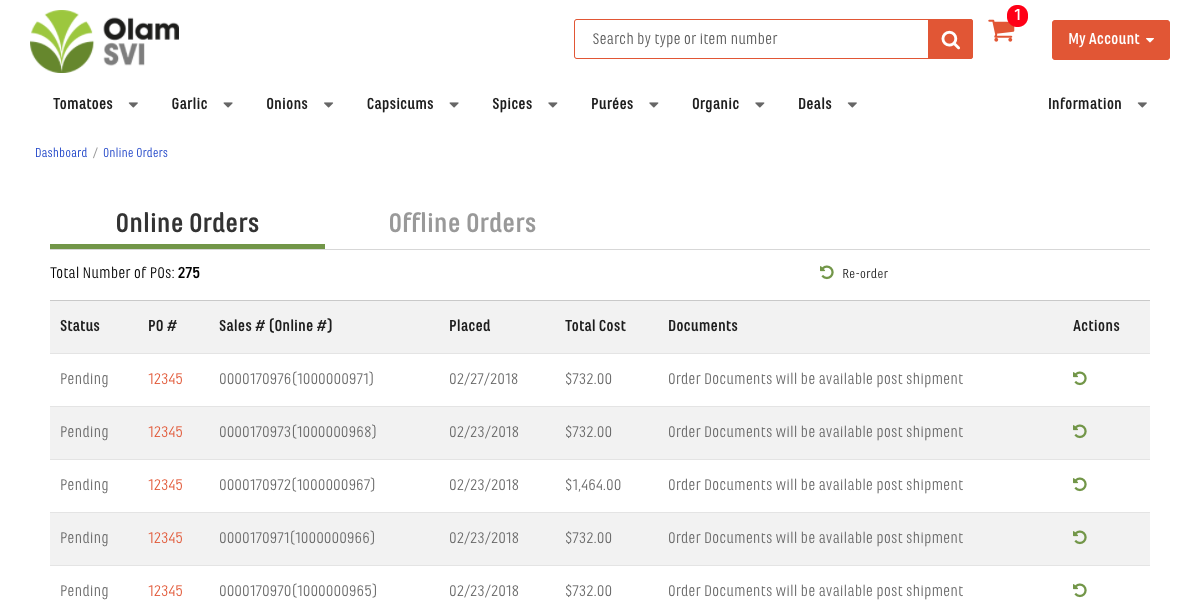 Olam
SVI
Search by type or item number
1
My Account
Tomatoes Garlic Onions Capsicums Spices Purées Organic Deals Information
Dashboard / Online Orders
Online Orders Offline Orders
Total Number of POs: 275 Re-order
Status PO # Sales # (Online #) Placed Total Cost Documents Actions
Pending 12345 0000170976(1000000971) 02/27/2018 $732.00 Order Documents will be available post shipment
Pending 12345 0000170973(1000000968) 02/23/2018 $732.00 Order Documents will be available post shipment
Pending 12345 0000170972(1000000967) 02/23/2018 $1,464.00 Order Documents will be available post shipment
Pending 12345 0000170971(1000000966) 02/23/2018 $732.00 Order Documents will be available post shipment
Pending 12345 0000170970(1000000965) 02/23/2018 $732.00 Order Documents will be available post shipment